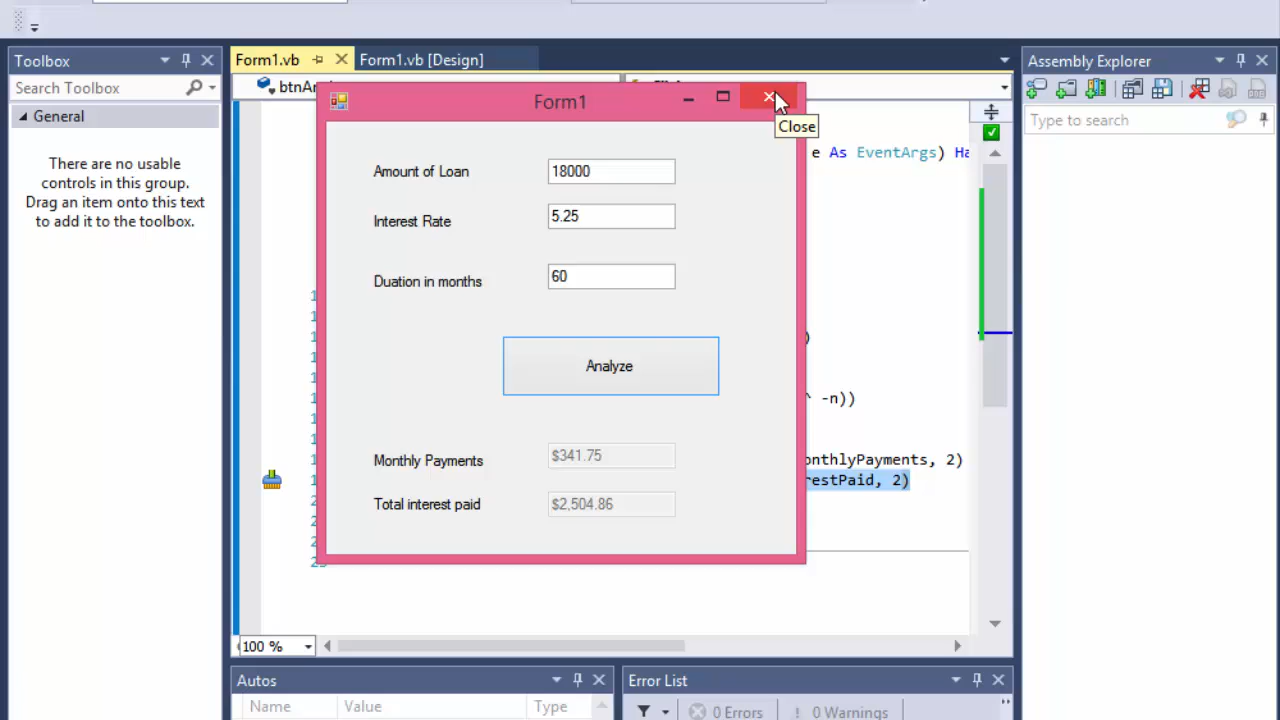 Toolbox
Form1.vb
Form1.vb [Design]
Assembly Explorer
Search Toolbox
btnAn
Form1
Close
General
Type to search
There are no usable
controls in this group.
Drag an item onto this text
to add it to the toolbox.
e As EventArgs) Ha
Amount of Loan 18000
Interest Rate 5.25
Duation in months 60
)
Analyze
^ -n))
Monthly Payments $341.75
onthlyPayments, 2)
Total interest paid $2,504.86
restPaid, 2)
100 %
Autos
Error List
Name Value Type
0 Errors
0 Warnings